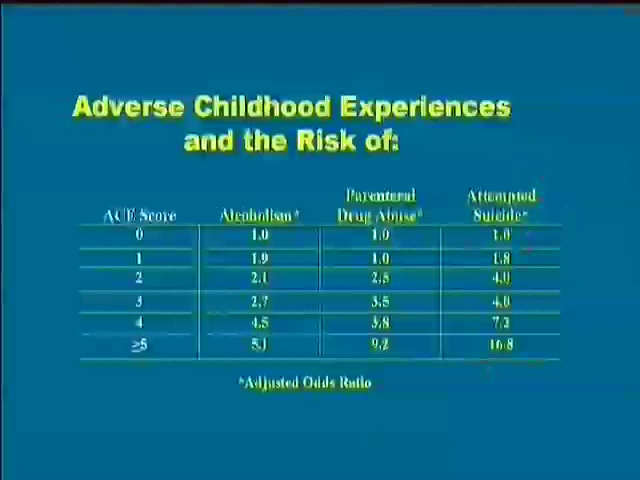 Adverse Childhood Experiences
and the Risk of:
Parenteral Attempted
ACE Score Alcoholism* Drug Abuse* Suicide*
0 1.0 1.0 1.0
1 1.9 1.0 1.8
2 2.1 2.5 4.0
3 2.7 3.5 4.0
4 4.5 3.8 7.2
≥5 5.1 9.2 16.8
*Adjusted Odds Ratio